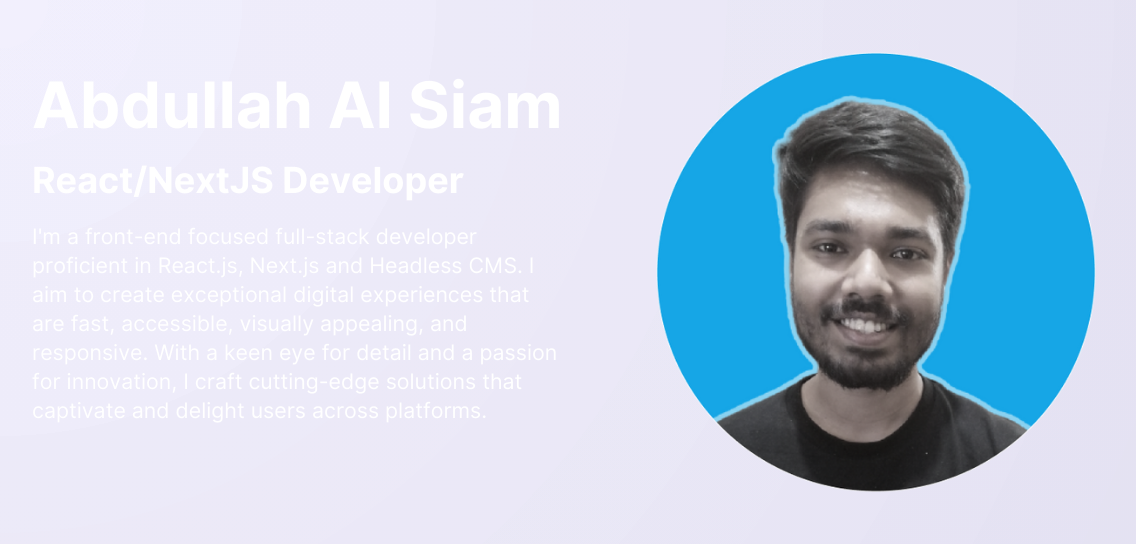 Abdullah Al Siam
React/NextJS Developer
I'm a front-end focused full-stack developer
proficient in React.js, Next.js and Headless CMS. I
aim to create exceptional digital experiences that
are fast, accessible, visually appealing, and
responsive. With a keen eye for detail and a passion
for innovation, I craft cutting-edge solutions that
captivate and delight users across platforms.